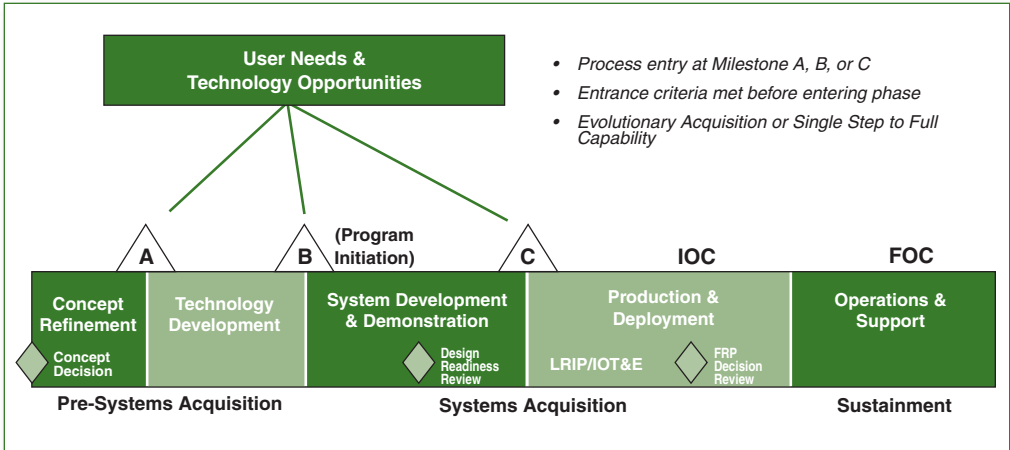 User Needs &
Technology Opportunities
• Process entry at Milestone A, B, or C
• Entrance criteria met before entering phase
• Evolutionary Acquisition or Single Step to Full
Capability
A
B
(Program
Initiation)
C
IOC
FOC
Concept
Refinement
Technology
Development
System Development
& Demonstration
Production &
Deployment
Operations &
Support
Concept
Decision
Design
Readiness
Review
LRIP/IOT&E
FRP
Decision
Review
Pre-Systems Acquisition
Systems Acquisition
Sustainment